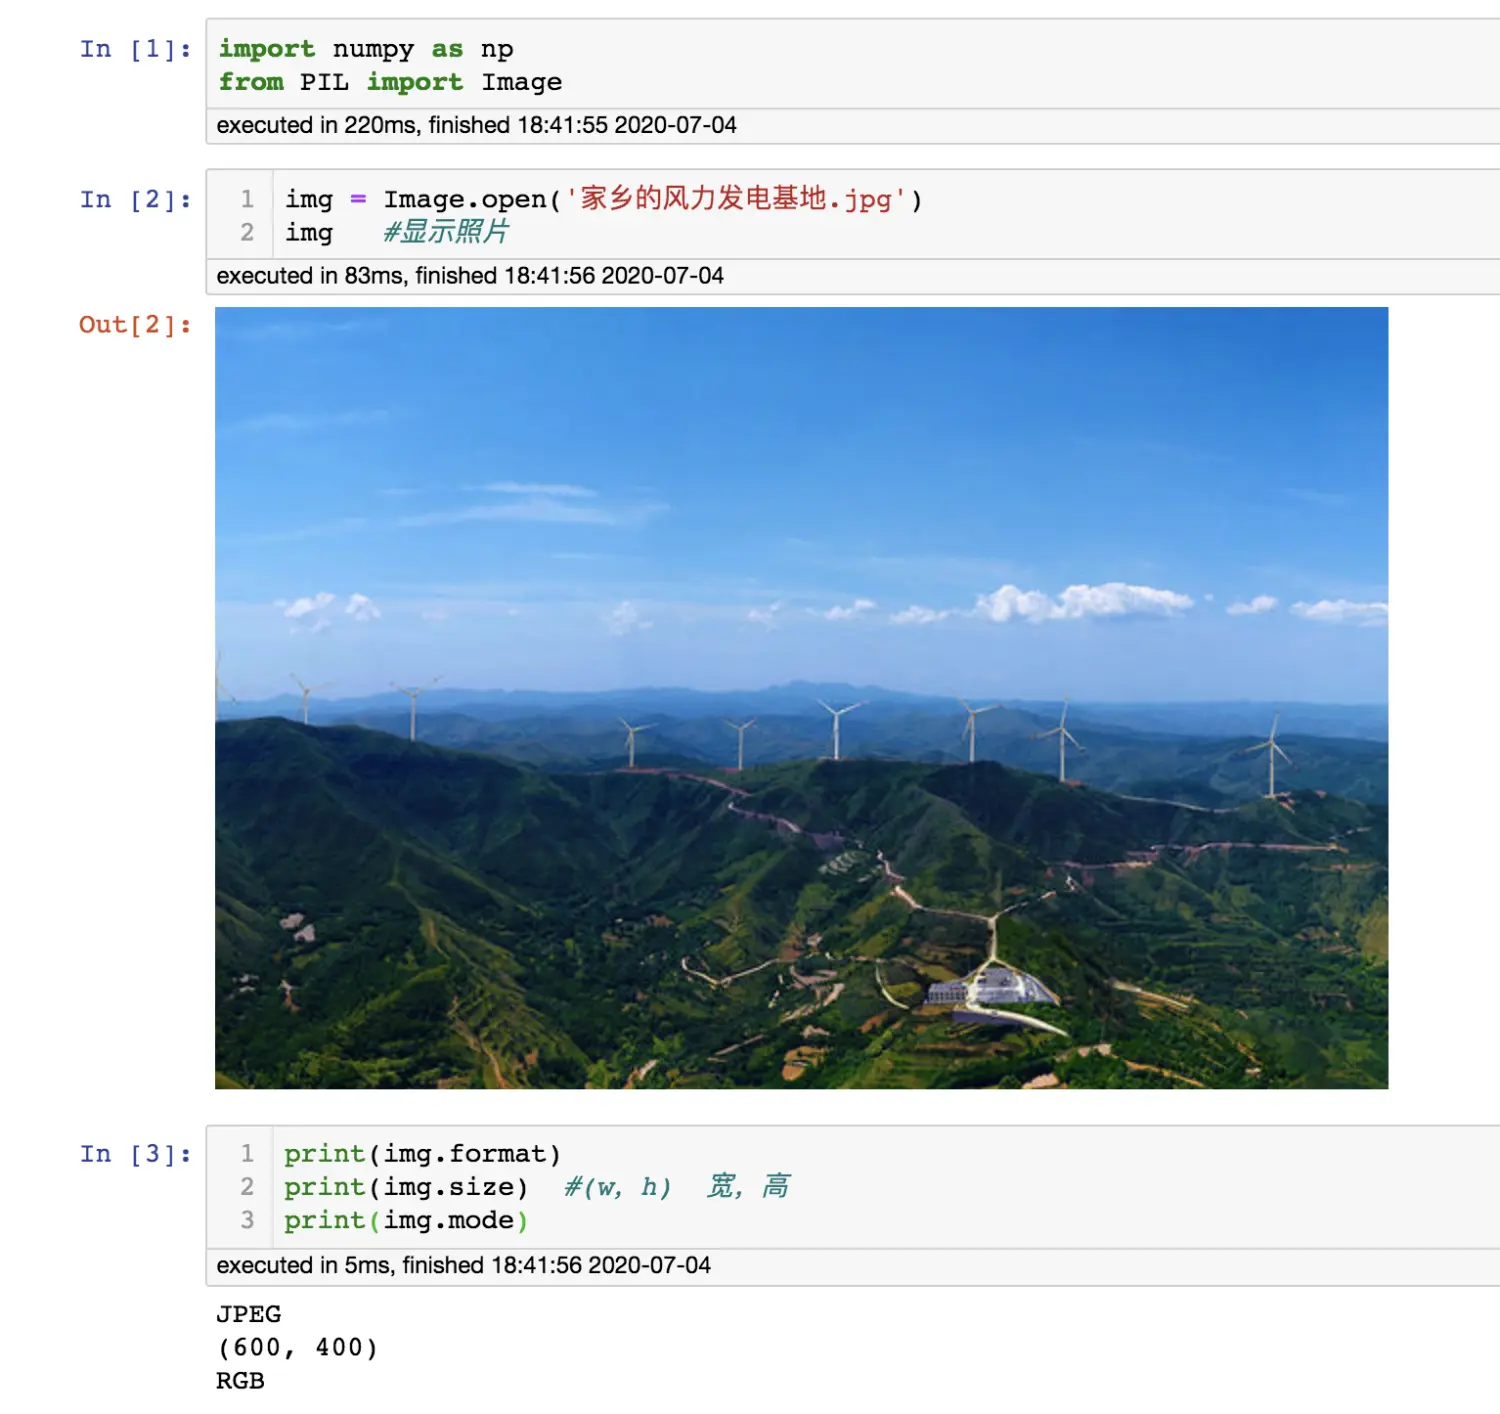 In [1]:
import numpy as np
from PIL import Image
executed in 220ms, finished 18:41:55 2020-07-04
In [2]:
1 img = Image.open('家乡的风力发电基地.jpg')
2 img #显示照片
executed in 83ms, finished 18:41:56 2020-07-04
Out[2]:
In [3]:
1 print(img.format)
2 print(img.size) #(w, h) 宽, 高
3 print(img.mode)
executed in 5ms, finished 18:41:56 2020-07-04
JPEG
(600, 400)
RGB